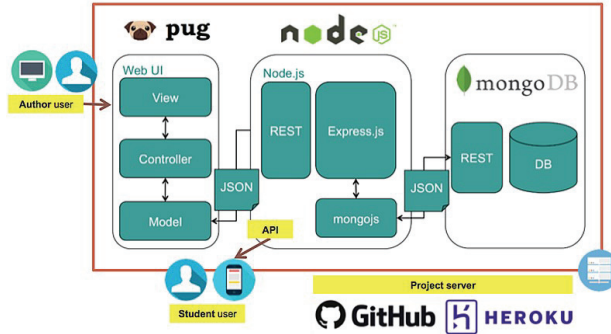 pug
node
JS
TM
Web UI
View
Controller
Model
Author user
Node.js
REST
Express.js
mongojs
JSON
mongoDB
REST
DB
JSON
API
Student user
Project server
GitHub
HEROKU